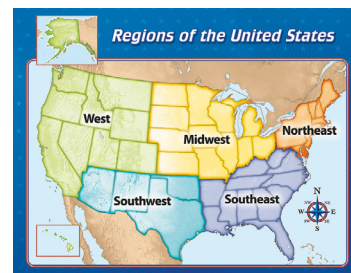 Regions of the United States
West
Midwest
Northeast
Southwest
Southeast
N
W
E
S